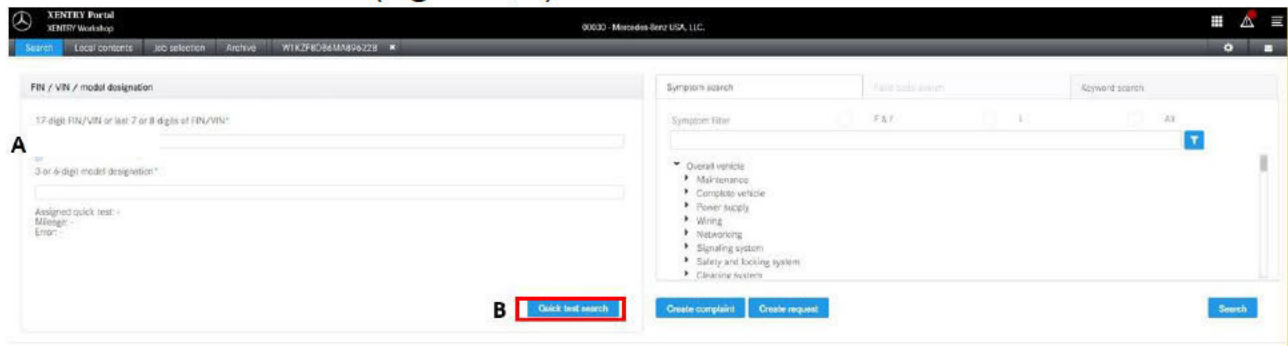 XENTRY Portal
XENTRY Workshop
00030 - Mercedes-Benz USA, LLC.
Search Local contents Job selection Archive W1KZF8DB6MA896228 ×
FIN / VIN / model designation
17-digit FIN/VIN or last 7 or 8 digits of FIN/VIN*
A
or
3-or 6-digit model designation*
Assigned quick test: -
Mileage: -
Error: -
B
Quick test search
Symptom search Keyword search
Symptom filter F & F L All
Overall vehicle
Maintenance
Complete vehicle
Power supply
Wiring
Networking
Signaling system
Safety and locking system
Cleaning system
Create complaint Create request Search